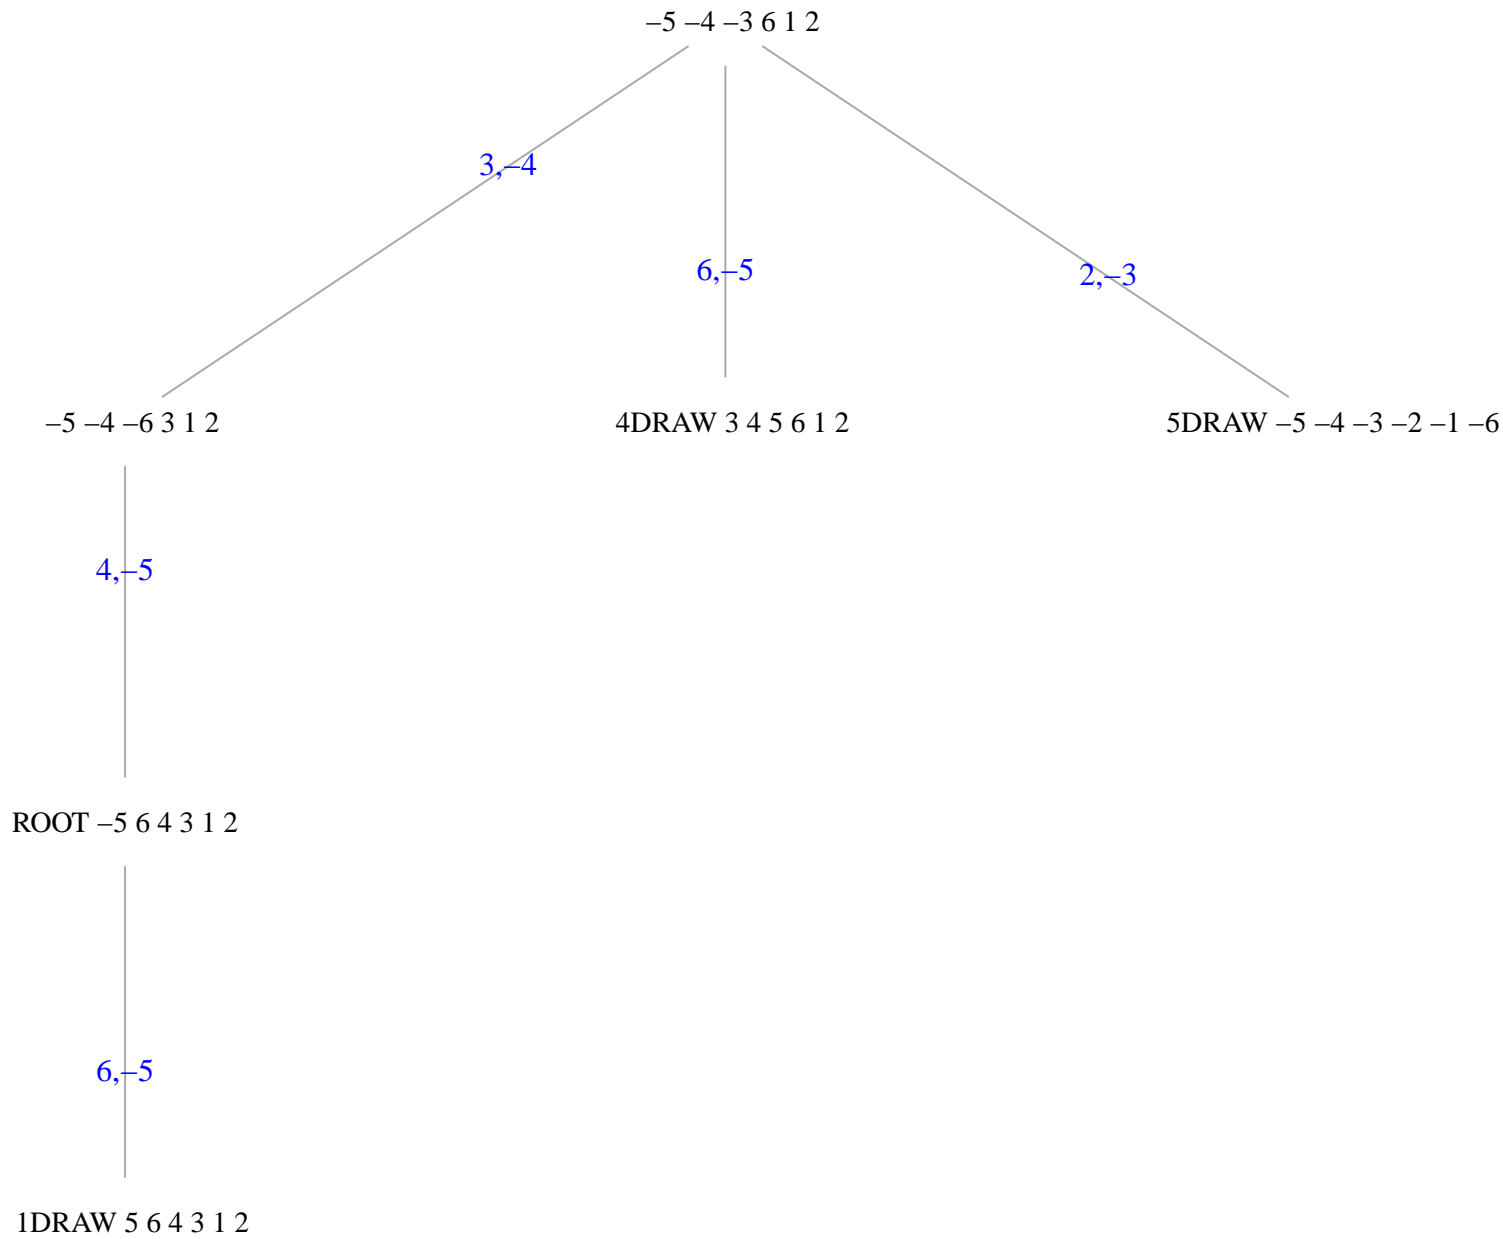 –5 –4 –3 6 1 2
3,–4
6,–5
2,–3
–5 –4 –6 3 1 2
4DRAW 3 4 5 6 1 2
5DRAW –5 –4 –3 –2 –1 –6
4,–5
ROOT –5 6 4 3 1 2
6,–5
1DRAW 5 6 4 3 1 2